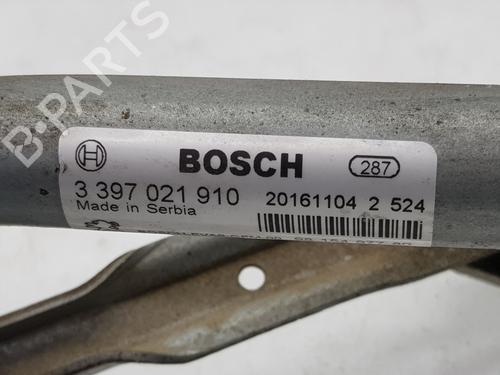 B-PARTS
BOSCH
287
3 397 021 910
20161104 2 524
Made in Serbia